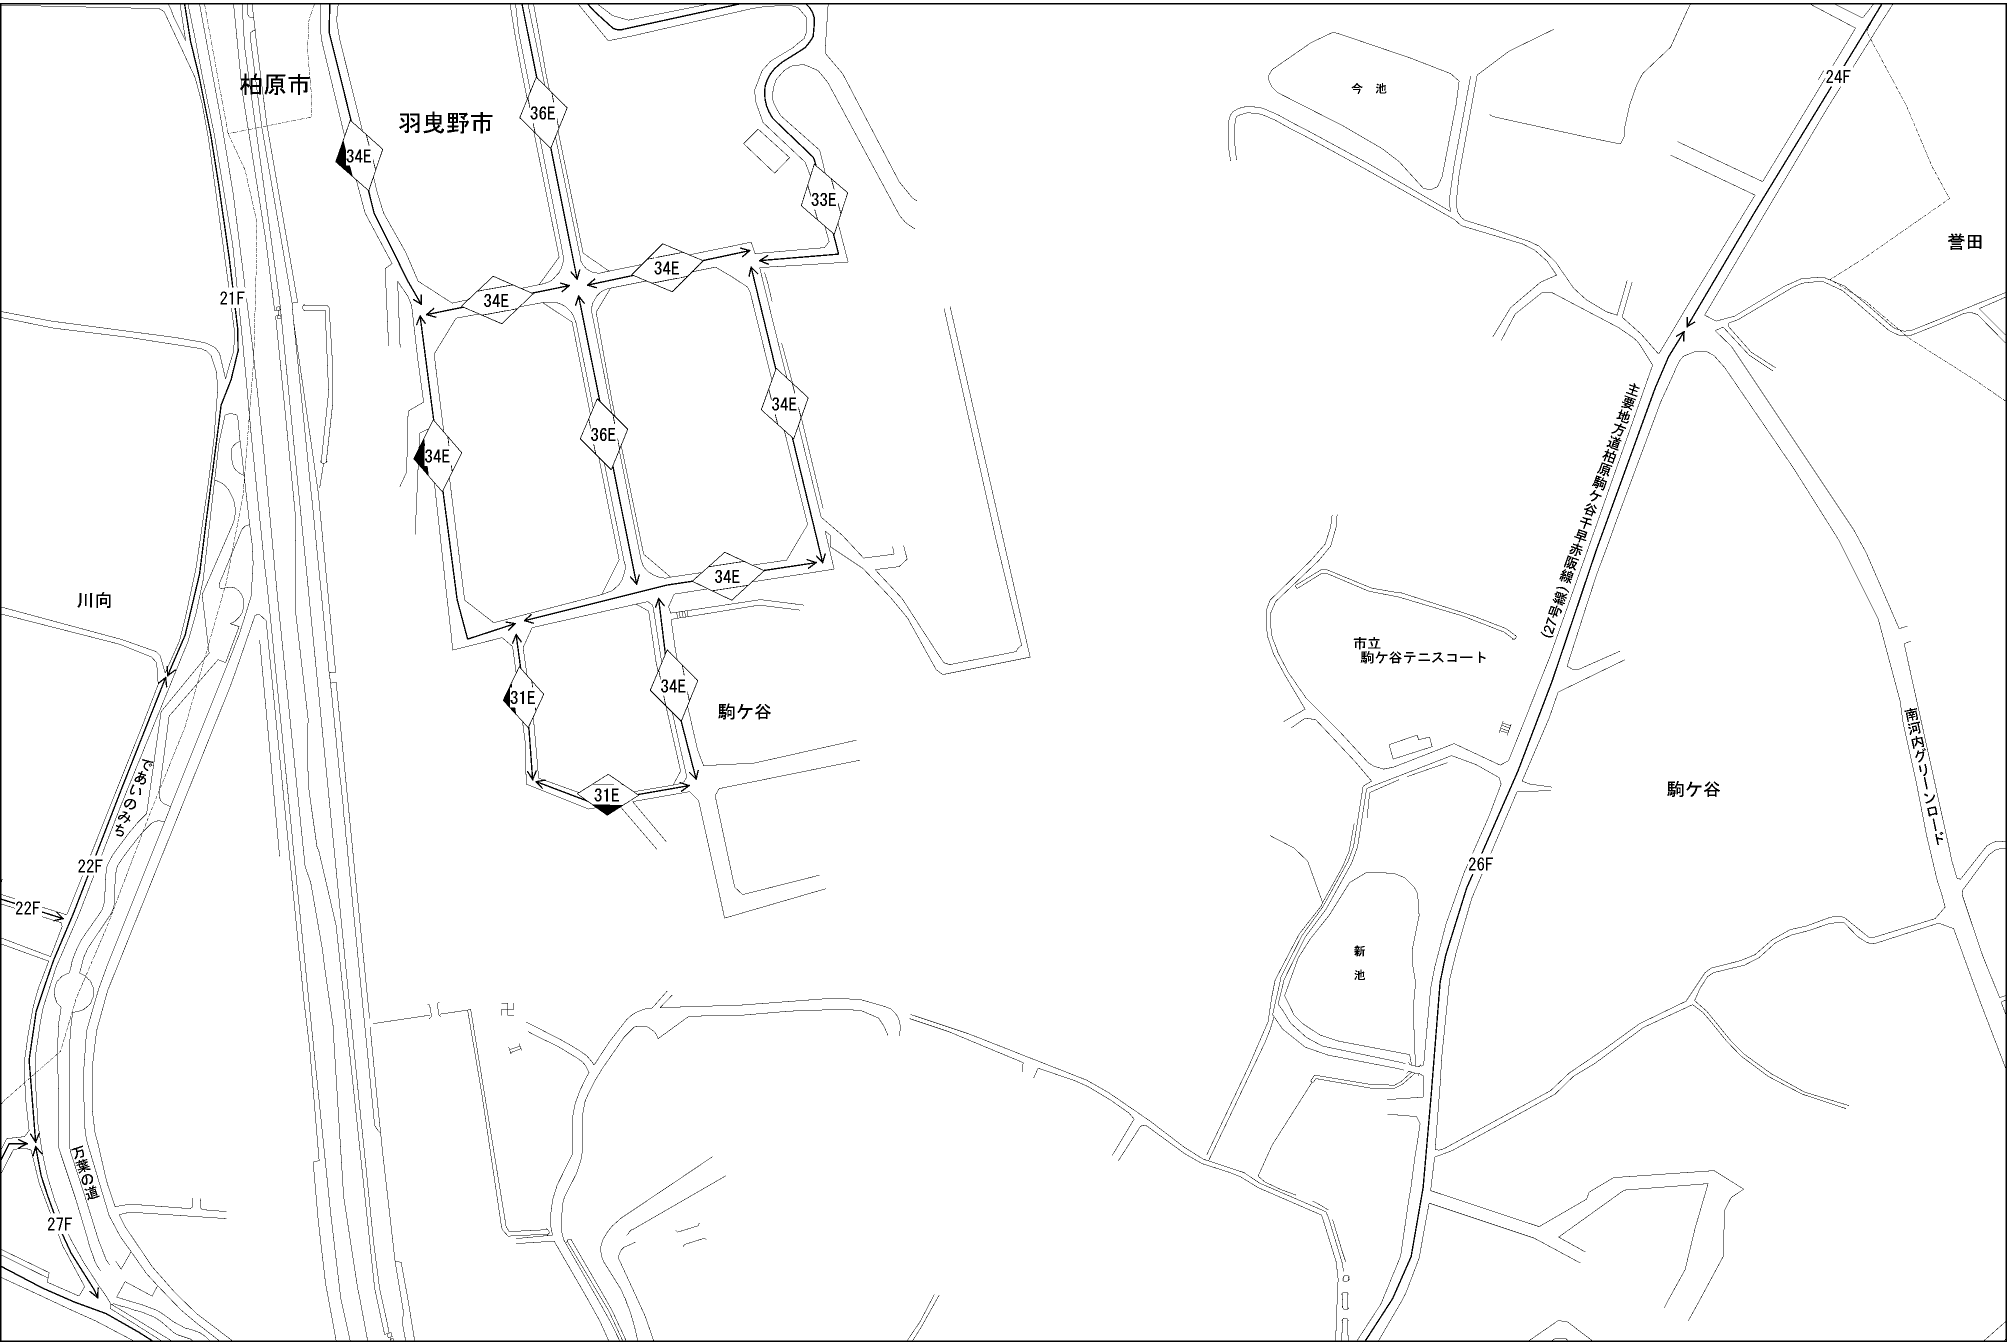 24F
柏原市
今 池
36E
羽曳野市
34E
33E
誉田
34E
21F
34E
主要地方道柏原駒ケ谷千早赤阪線
(27号線)
34E
36E
34E
34E
川向
市立
駒ケ谷テニスコート
34E
31E
駒ケ谷
南河内グリーンロード
であいのみち
駒ケ谷
31E
22F
26F
22F
新
池
万葉の道
27F